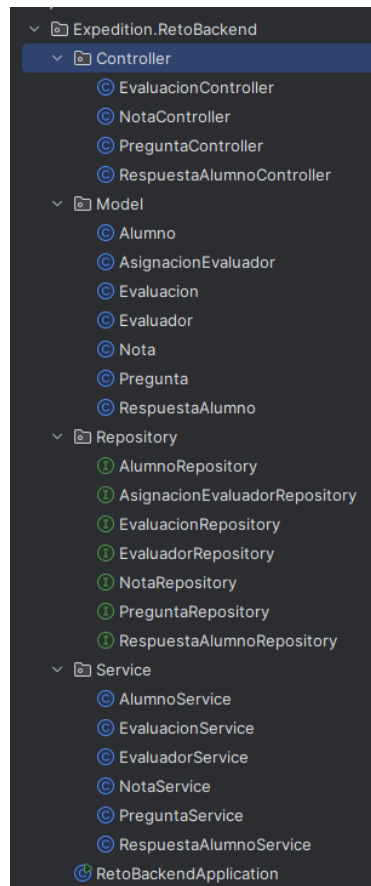 Expedition.RetoBackend
Controller
EvaluacionController
NotaController
PreguntaController
RespuestaAlumnoController
Model
Alumno
AsignacionEvaluador
Evaluacion
Evaluador
Nota
Pregunta
RespuestaAlumno
Repository
AlumnoRepository
AsignacionEvaluadorRepository
EvaluacionRepository
EvaluadorRepository
NotaRepository
PreguntaRepository
RespuestaAlumnoRepository
Service
AlumnoService
EvaluacionService
EvaluadorService
NotaService
PreguntaService
RespuestaAlumnoService
RetoBackendApplication